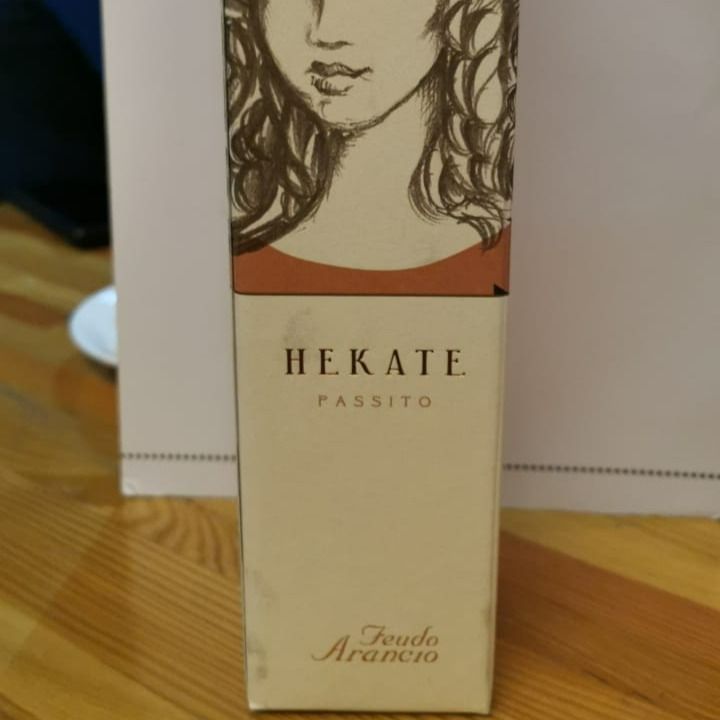 HEKATE
PASSITO
Feudo
Arancio